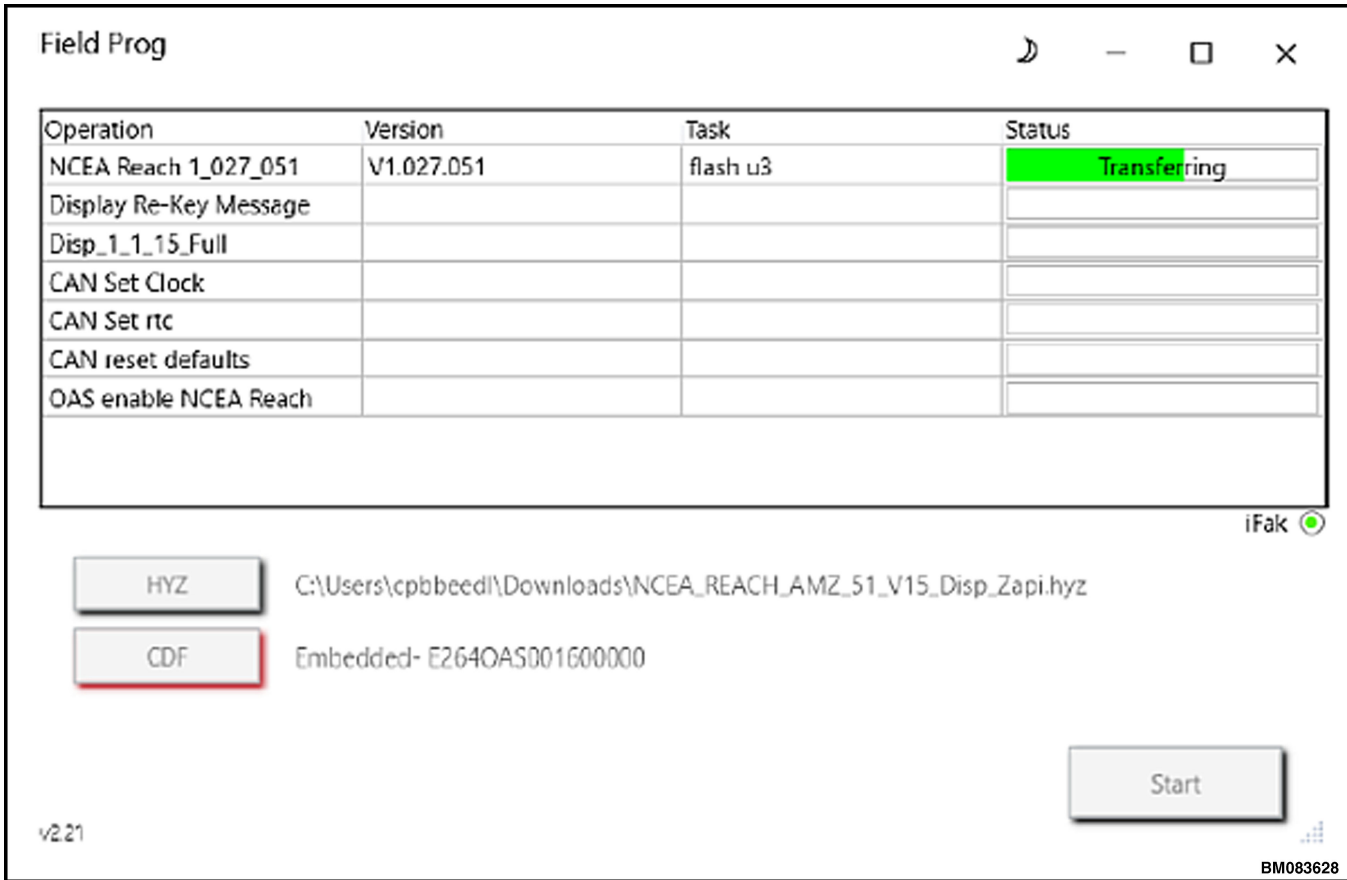 Field Prog
Operation Version Task Status
NCEA Reach 1_027_051 V1.027.051 flash u3 Transferring
Display Re-Key Message
Disp_1_1_15_Full
CAN Set Clock
CAN Set rtc
CAN reset defaults
OAS enable NCEA Reach
iFak
HYZ C:\Users\cpbbeedl\Downloads\NCEA_REACH_AMZ_51_V15_Disp_Zapi.hyz
CDF Embedded- E264OAS001600000
Start
v2.21
BM083628